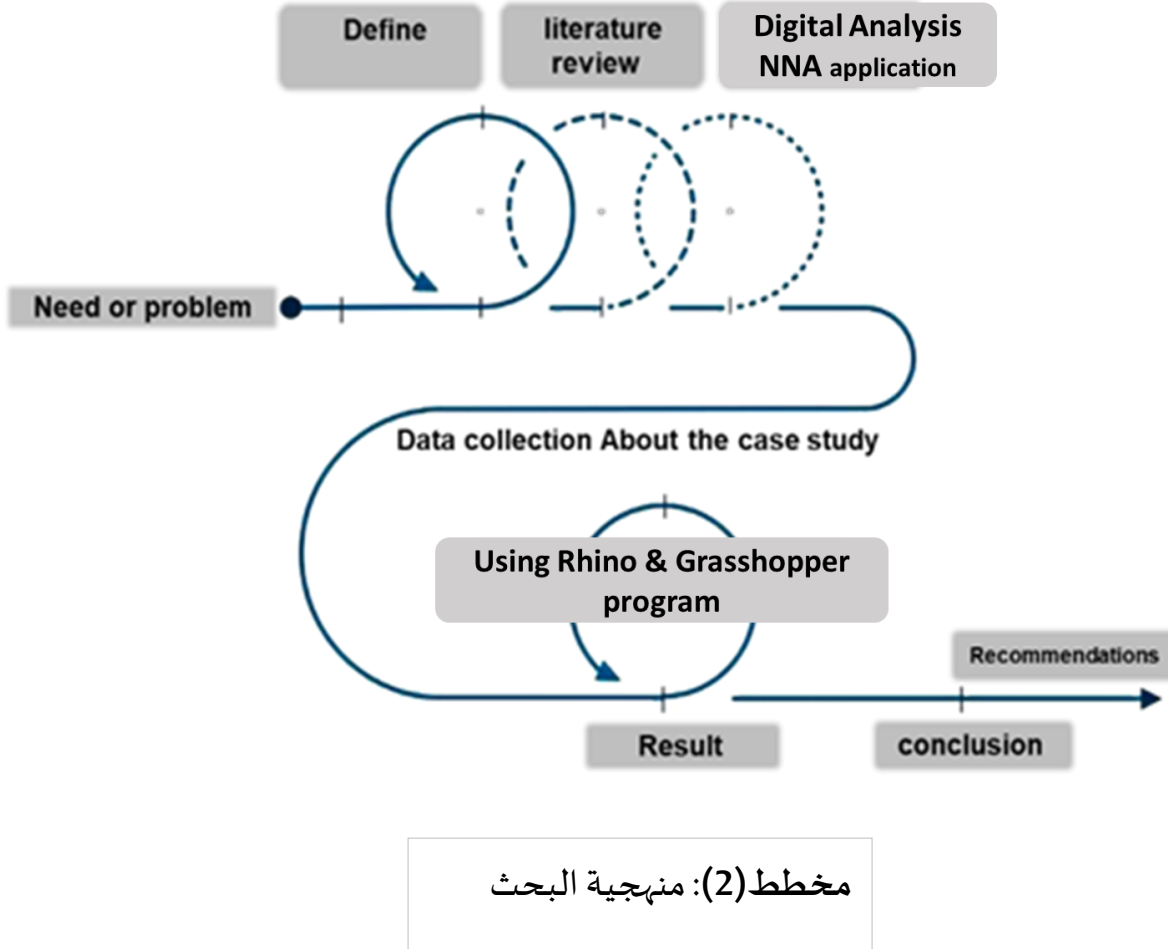 Define
literature
review
Digital Analysis
NNA application
Need or problem
Data collection About the case study
Using Rhino & Grasshopper
program
Recommendations
Result
conclusion
مخطط(2): منهجية البحث